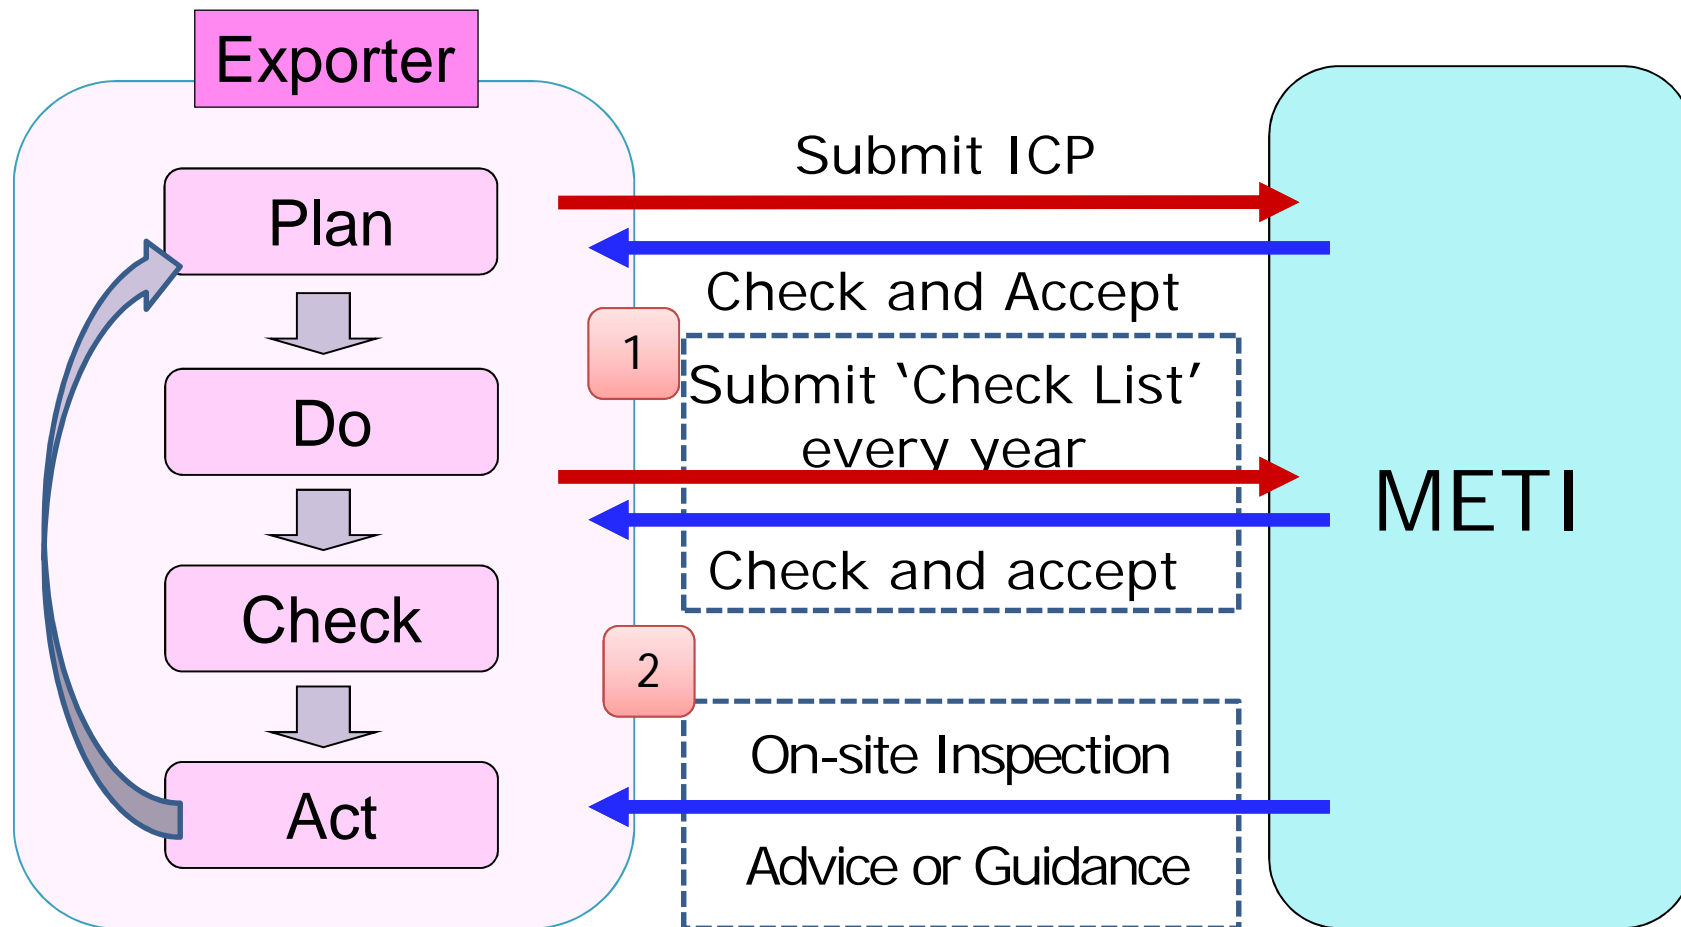 Exporter
Plan
Do
Check
Act
Submit ICP
Check and Accept
1
Submit ‘Check List’
every year
Check and accept
2
On-site Inspection
Advice or Guidance
METI